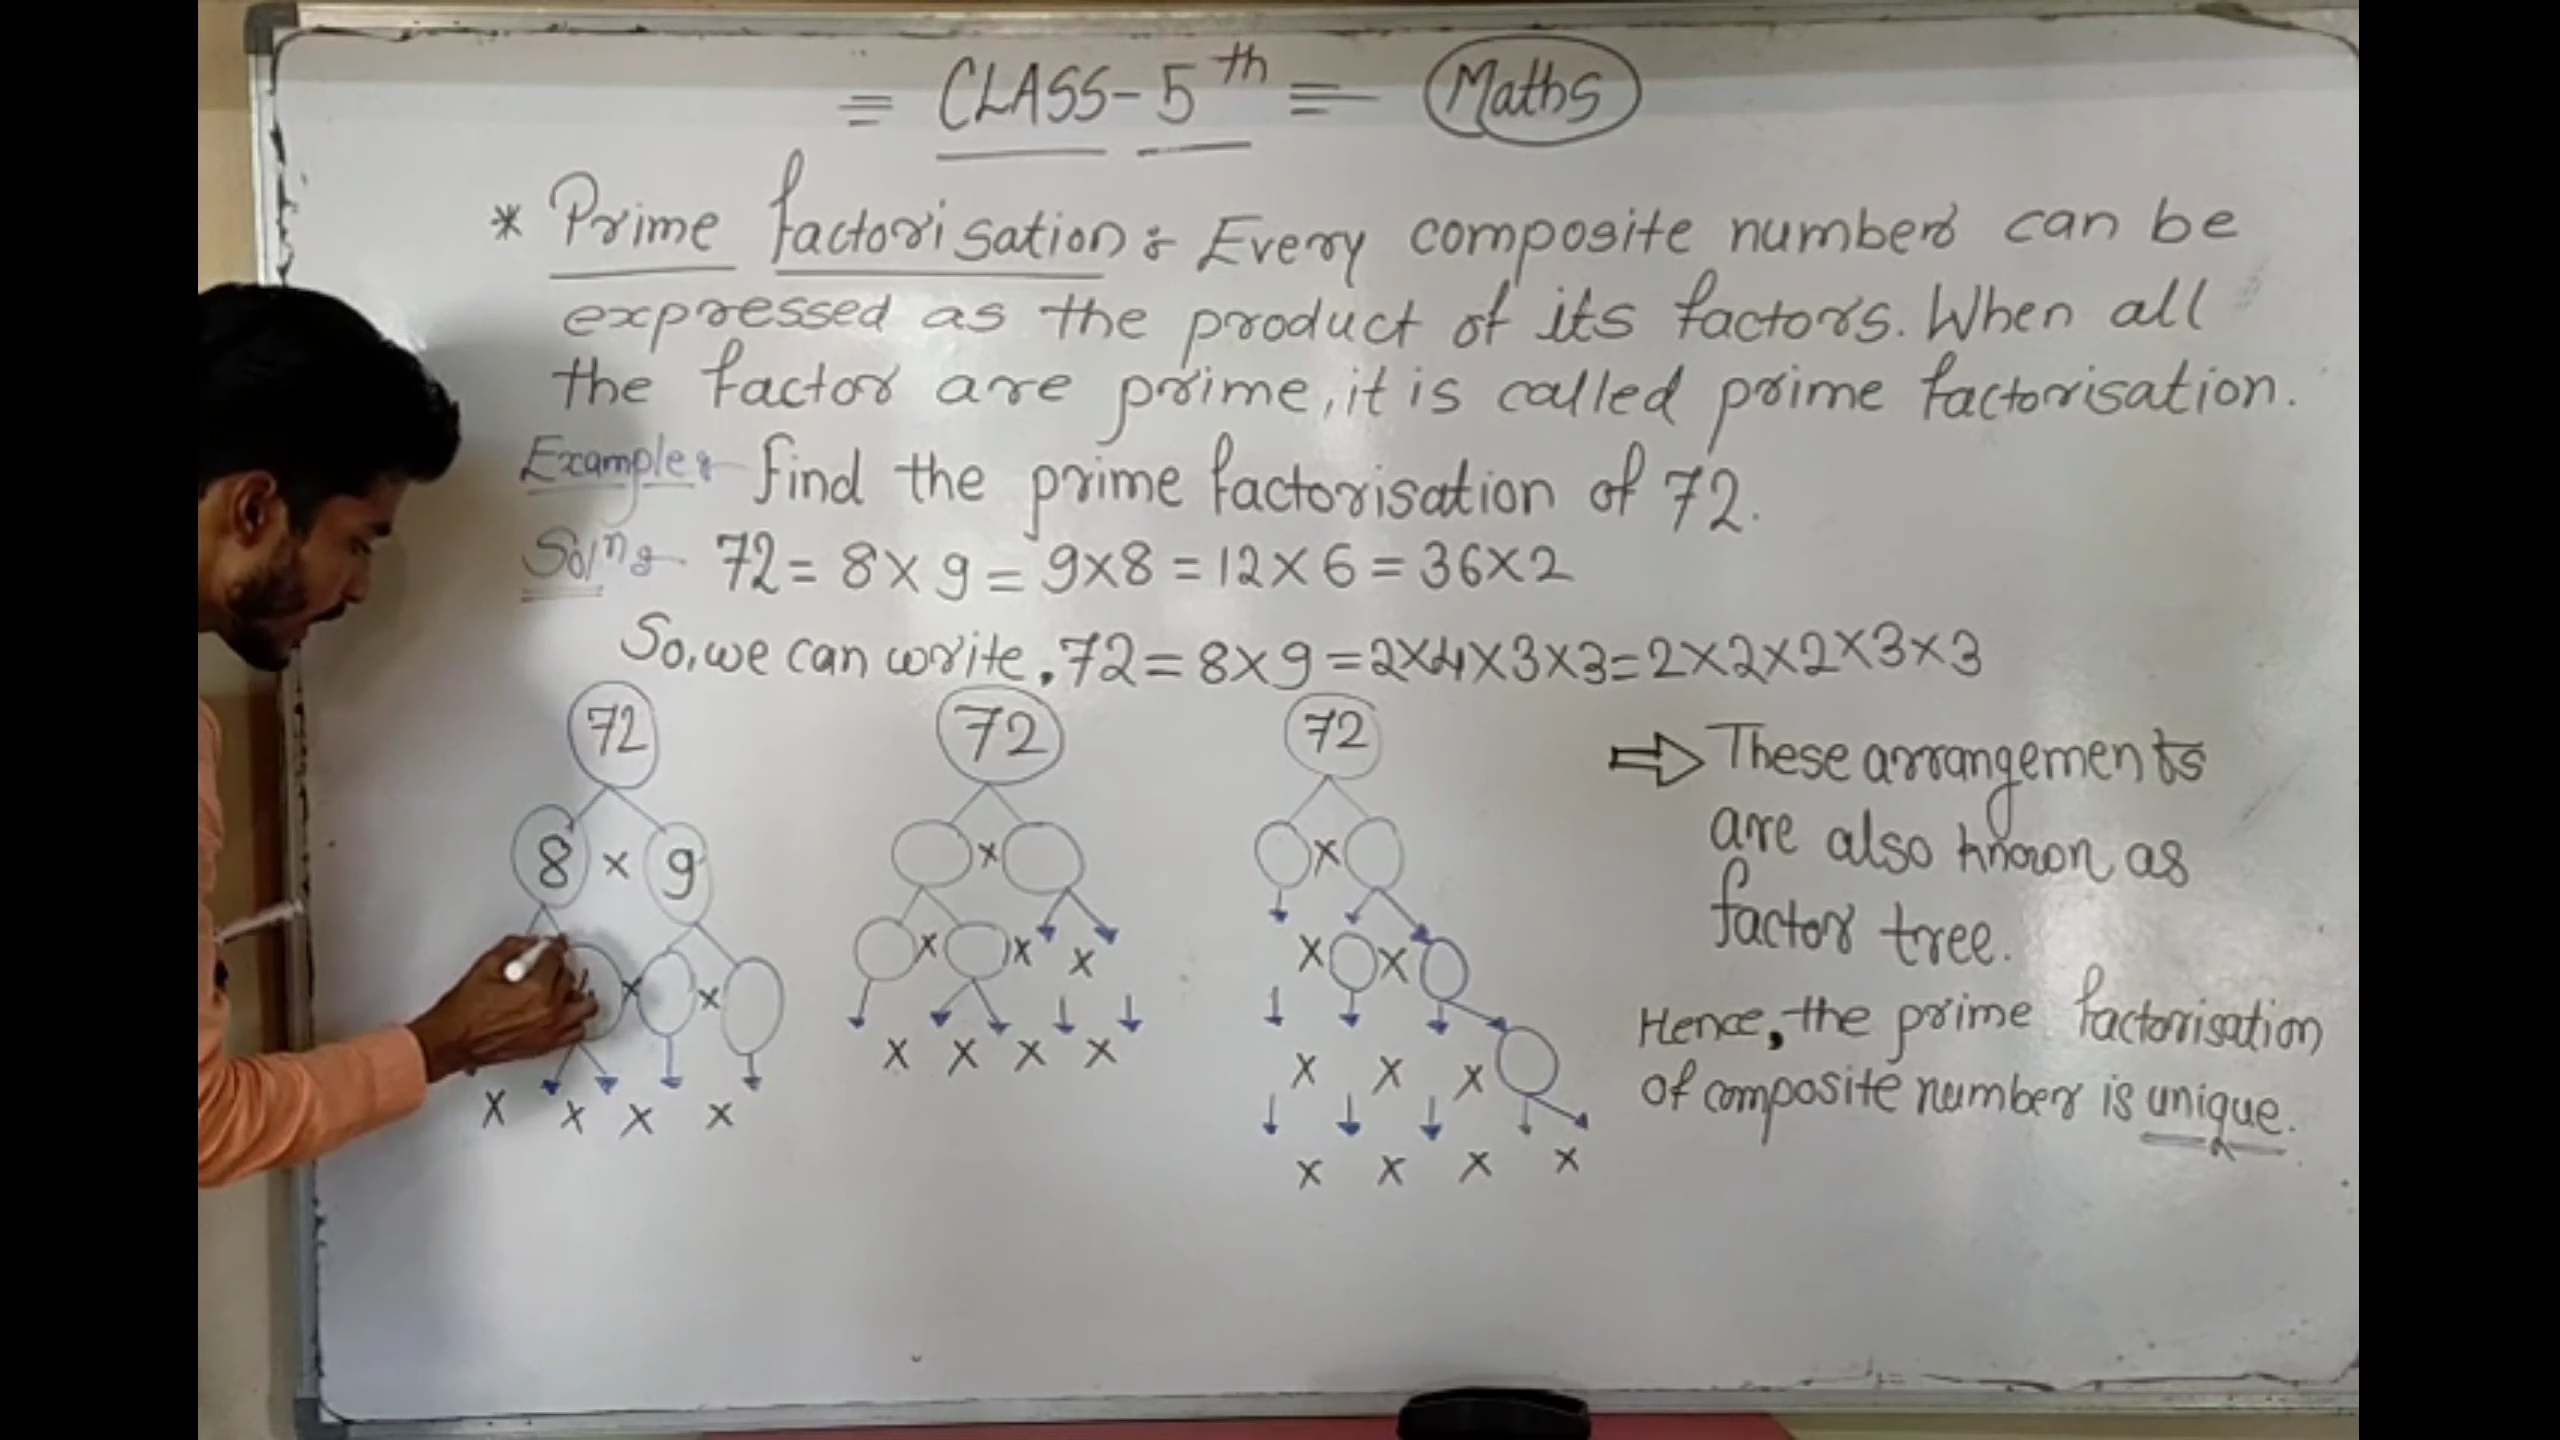 = CLASS-5th = Maths
* Prime factorisation :- Every composite number can be
expressed as the product of its factors. When all
the factor are prime, it is called prime factorisation.
Example:- find the prime factorisation of 72.
Solⁿ:- 72 = 8×9 = 9×8 = 12×6 = 36×2
So, we can write, 72 = 8×9 = 2×4×3×3 = 2×2×2×3×3
72 72 72
8 × 9 × ×
× × × × × × ×
× × × × × × × × × × ×
× × × ×
⇒ These arrangements
are also known as
factor tree.
Hence, the prime factorisation
of composite number is unique.